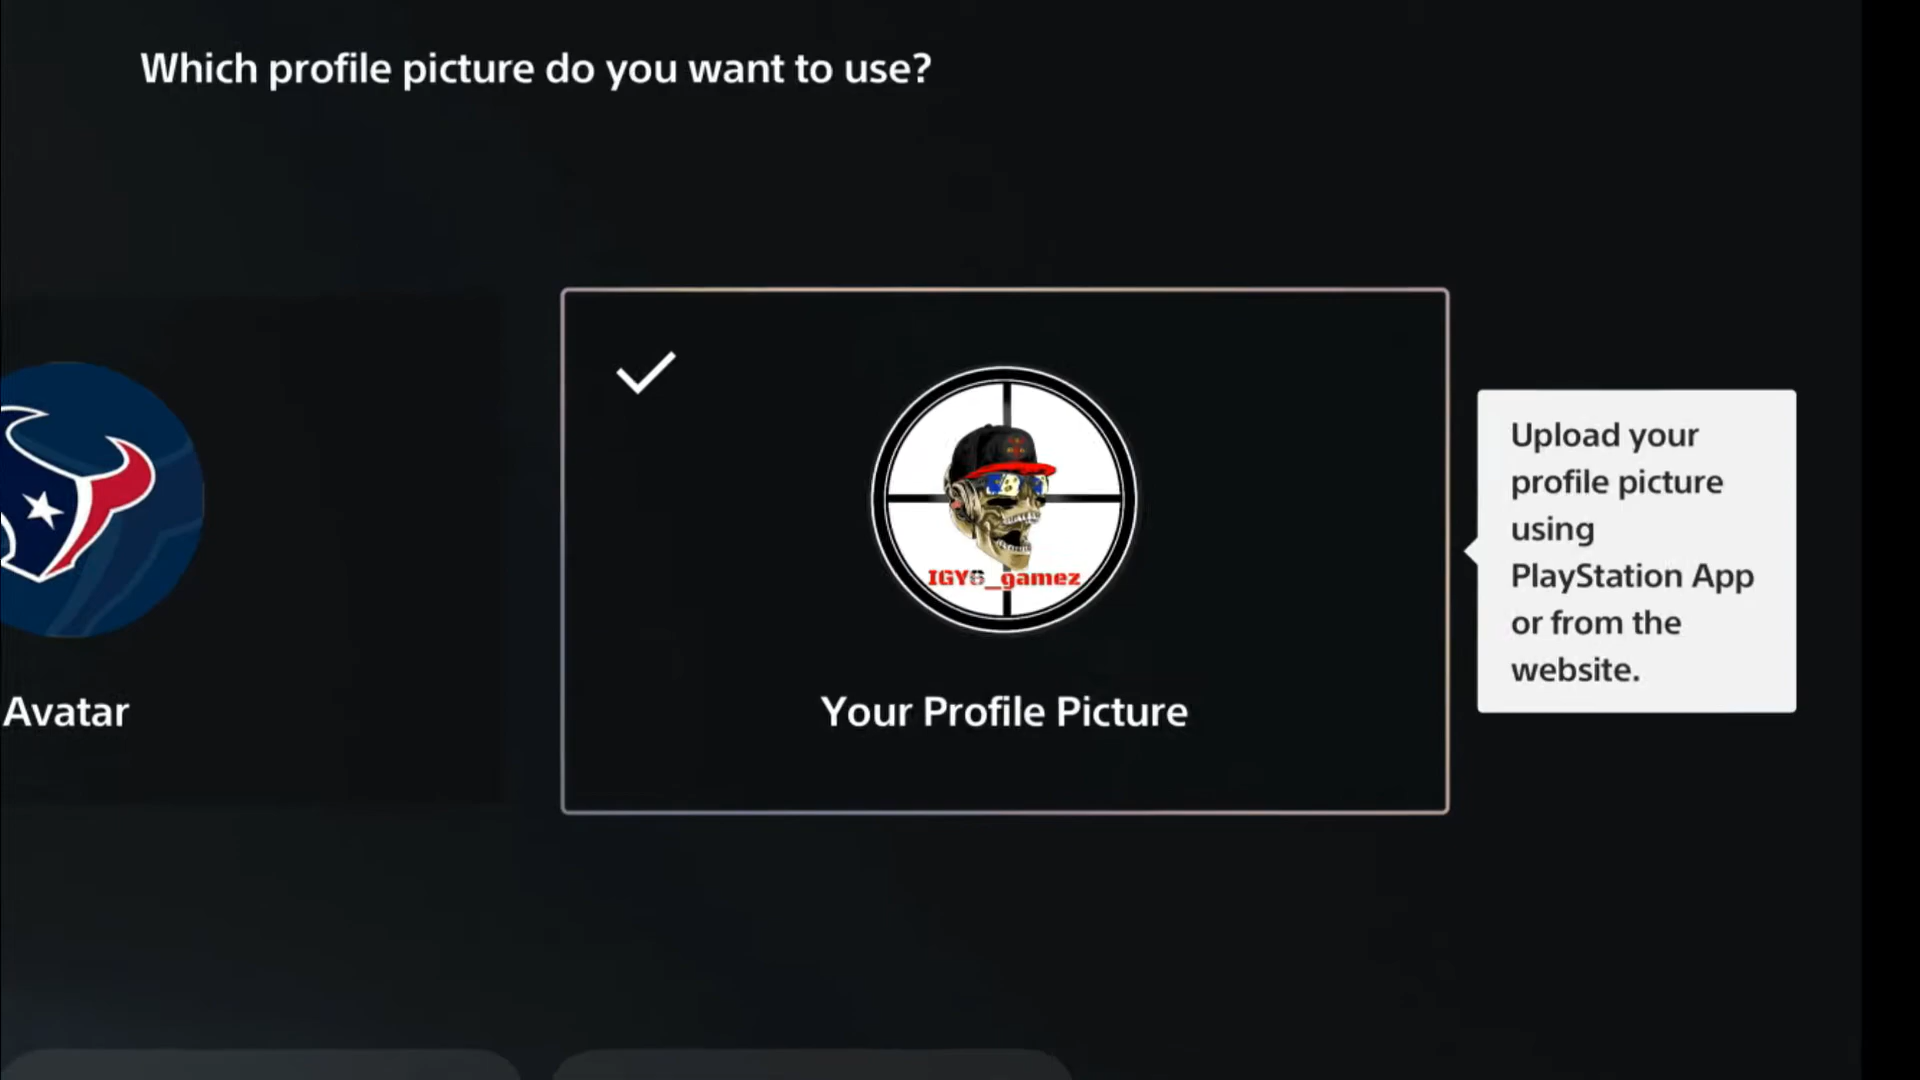 Which profile picture do you want to use?
IGY8_gamez
Avatar
Your Profile Picture
Upload your
profile picture
using
PlayStation App
or from the
website.